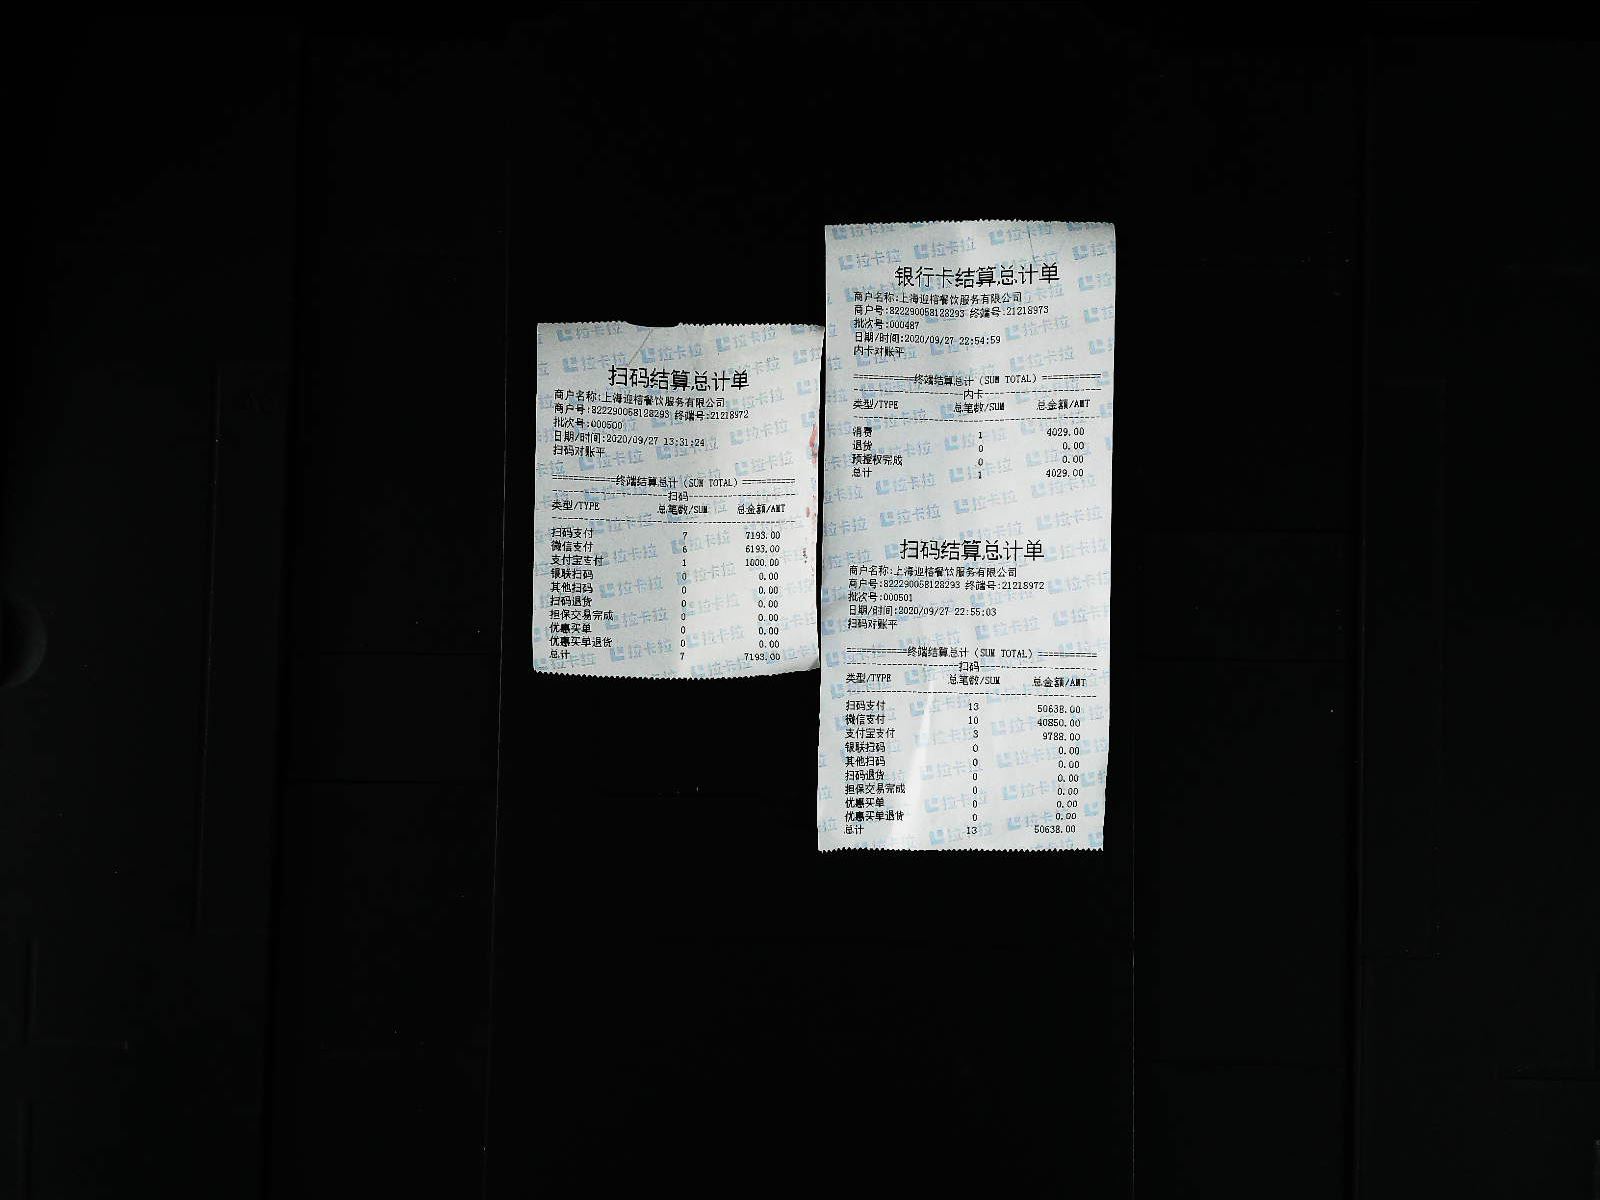 扫码结算总计单
商户名称:上海迎榕餐饮服务有限公司
商户号:822290058128293 终端号:21218972
批次号:000500
日期/时间:2020/09/27 13:31:24
扫码对账平
============终端结算总计(SUM TOTAL)==========
----------------------扫码----------------------
类型/TYPE 总笔数/SUM 总金额/AMT
扫码支付 7 7193.00
微信支付 6 6193.00
支付宝支付 1 1000.00
银联扫码 0 0.00
其他扫码 0 0.00
扫码退货 0 0.00
担保交易完成 0 0.00
优惠买单 0 0.00
优惠买单退货 0 0.00
总计 7 7193.00
银行卡结算总计单
商户名称:上海迎榕餐饮服务有限公司
商户号:822290058128293 终端号:21218973
批次号:000487
日期/时间:2020/09/27 22:54:59
内卡对账平
============终端结算总计(SUM TOTAL)===========
----------------------内卡----------------------
类型/TYPE 总笔数/SUM 总金额/AMT
消费 1 4029.00
退货 0 0.00
预授权完成 0 0.00
总计 1 4029.00
扫码结算总计单
商户名称:上海迎榕餐饮服务有限公司
商户号:822290058128293 终端号:21218972
批次号:000501
日期/时间:2020/09/27 22:55:03
扫码对账平
============终端结算总计(SUM TOTAL)===========
----------------------扫码----------------------
类型/TYPE 总笔数/SUM 总金额/AMT
扫码支付 13 50638.00
微信支付 10 40850.00
支付宝支付 3 9788.00
银联扫码 0 0.00
其他扫码 0 0.00
扫码退货 0 0.00
担保交易完成 0 0.00
优惠买单 0 0.00
优惠买单退货 0 0.00
总计 13 50638.00